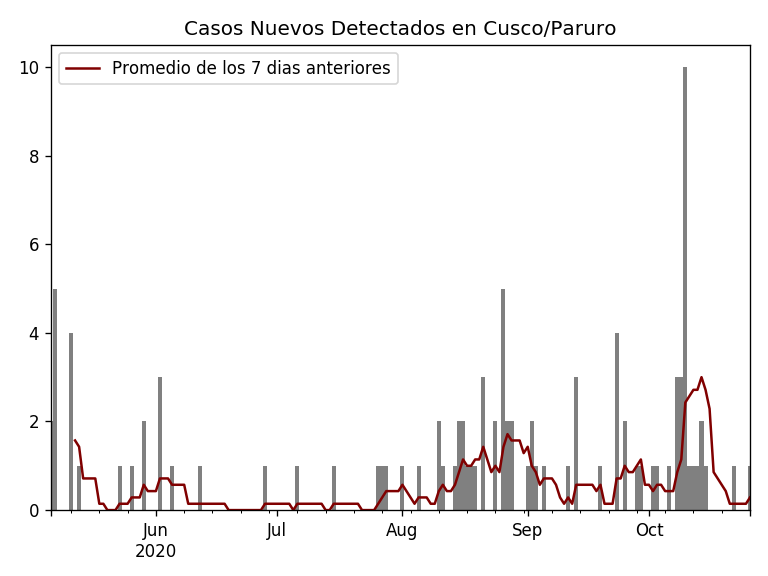 Casos Nuevos Detectados en Cusco/Paruro
Promedio de los 7 dias anteriores
10
8
6
4
2
0
Jun
2020
Jul
Aug
Sep
Oct